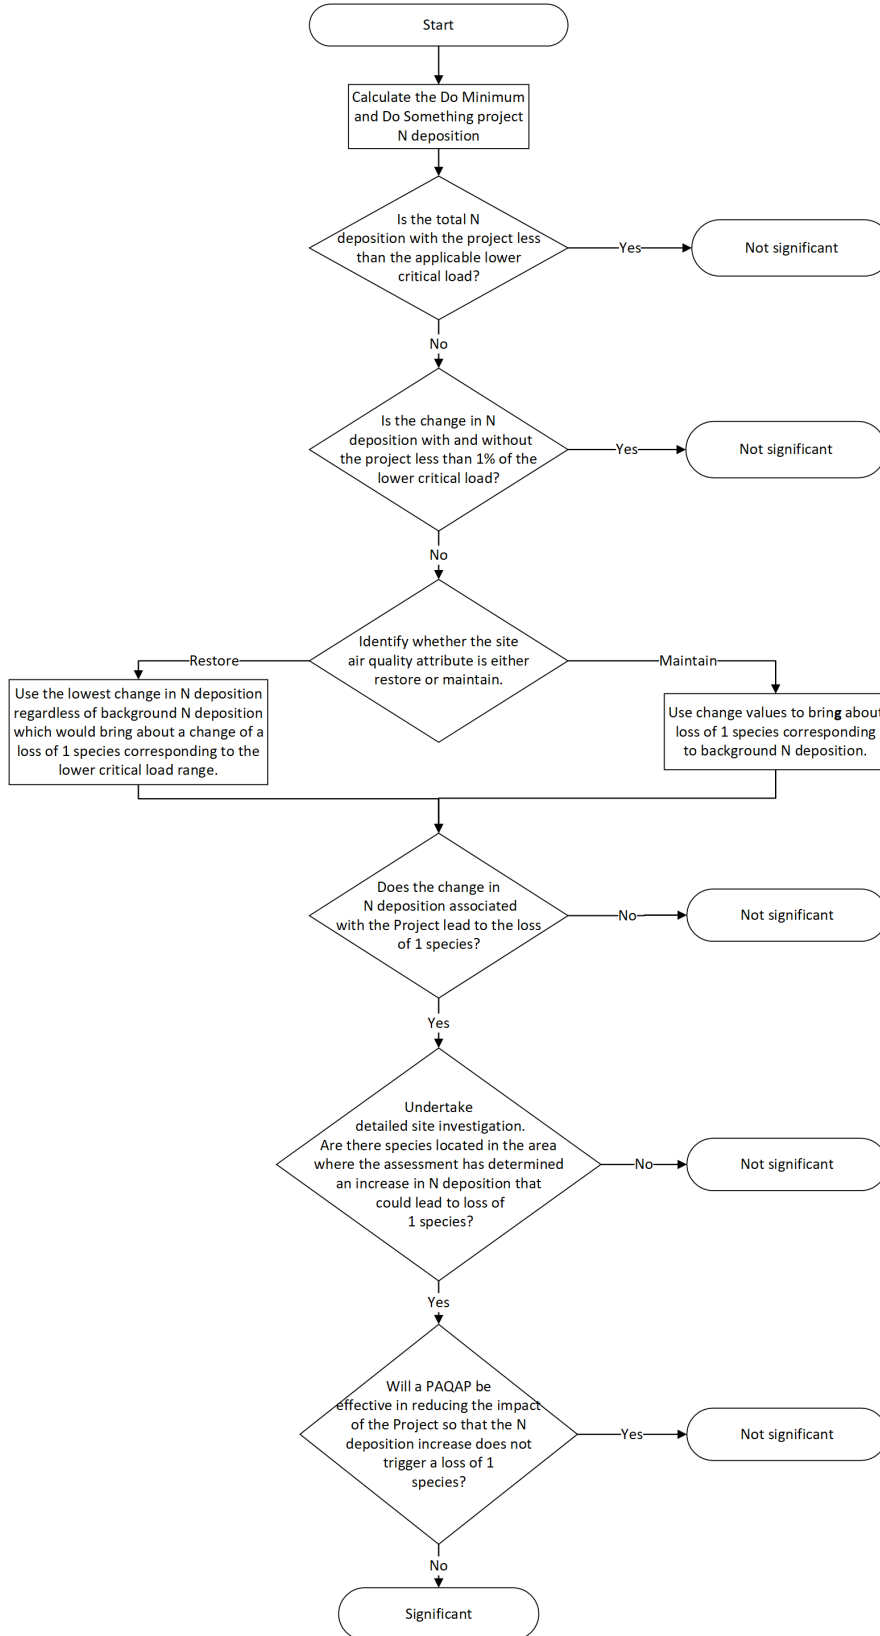 Start
Calculate the Do Minimum
and Do Something project
N deposition
Is the total N
deposition with the project less
than the applicable lower
critical load?
Yes
Not significant
No
Is the change in N
deposition with and without
the project less than 1% of the
lower critical load?
Yes
Not significant
No
Identify whether the site
air quality attribute is either
restore or maintain.
Restore
Maintain
Use the lowest change in N deposition
regardless of background N deposition
which would bring about a change of a
loss of 1 species corresponding to the
lower critical load range.
Use change values to bring about
loss of 1 species corresponding
to background N deposition.
Does the change in
N deposition associated
with the Project lead to the loss
of 1 species?
No
Not significant
Yes
Undertake
detailed site investigation.
Are there species located in the area
where the assessment has determined
an increase in N deposition that
could lead to loss of
1 species?
No
Not significant
Yes
Will a PAQAP be
effective in reducing the impact
of the Project so that the N
deposition increase does not
trigger a loss of 1
species?
Yes
Not significant
No
Significant